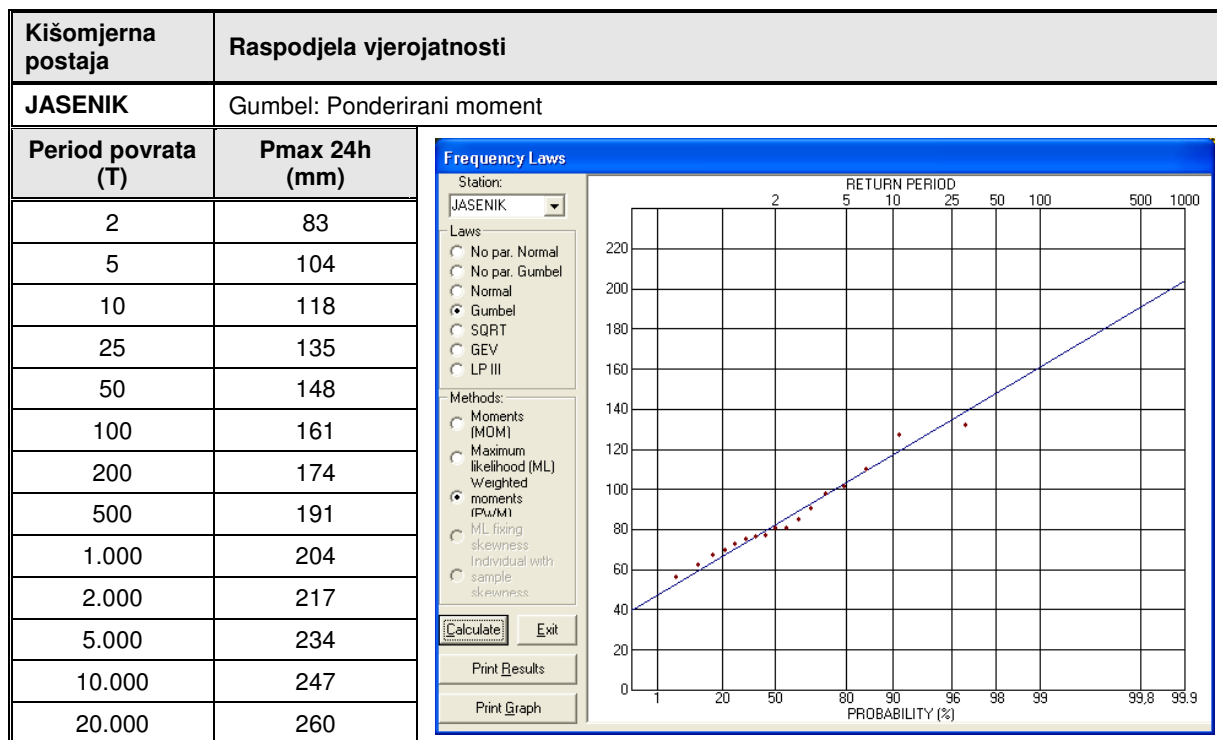 Kišomjerna postaja
Raspodjela vjerojatnosti
JASENIK
Gumbel: Ponderirani moment
Period povrata (T)
Pmax 24h (mm)
2 83
5 104
10 118
25 135
50 148
100 161
200 174
500 191
1.000 204
2.000 217
5.000 234
10.000 247
20.000 260
Frequency Laws
Station:
JASENIK
Laws
No par. Normal
No par. Gumbel
Normal
Gumbel
SQRT
GEV
LP III
Methods:
Moments
(MOM)
Maximum
likelihood (ML)
Weighted
moments
(PWM)
ML fixing
skewness
Individual with
sample
skewness
Calculate Exit
Print Results
Print Graph
RETURN PERIOD
2 5 10 25 50 100 500 1000
220
200
180
160
140
120
100
80
60
40
20
0
1 20 50 80 90 96 98 99 99,8 99.9
PROBABILITY (%)